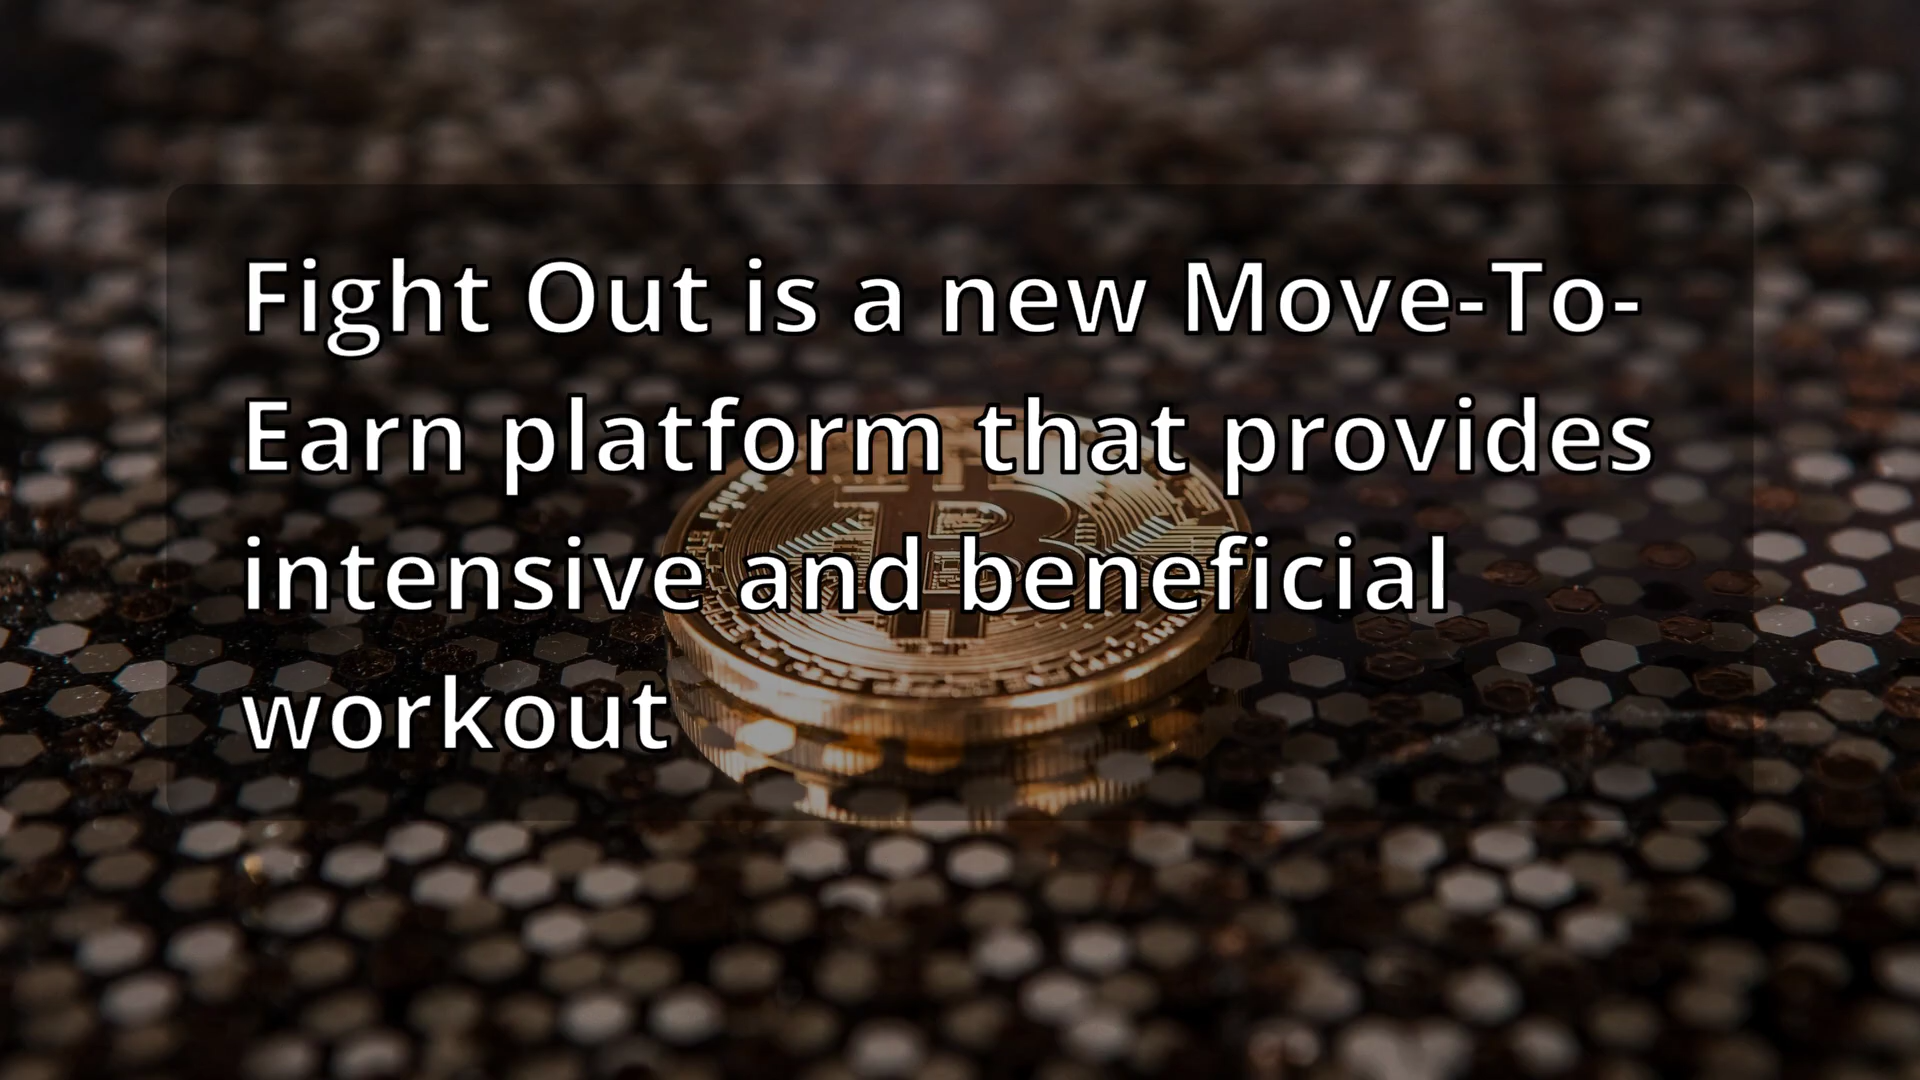 Fight Out is a new Move-To-
Earn platform that provides
intensive and beneficial
workout